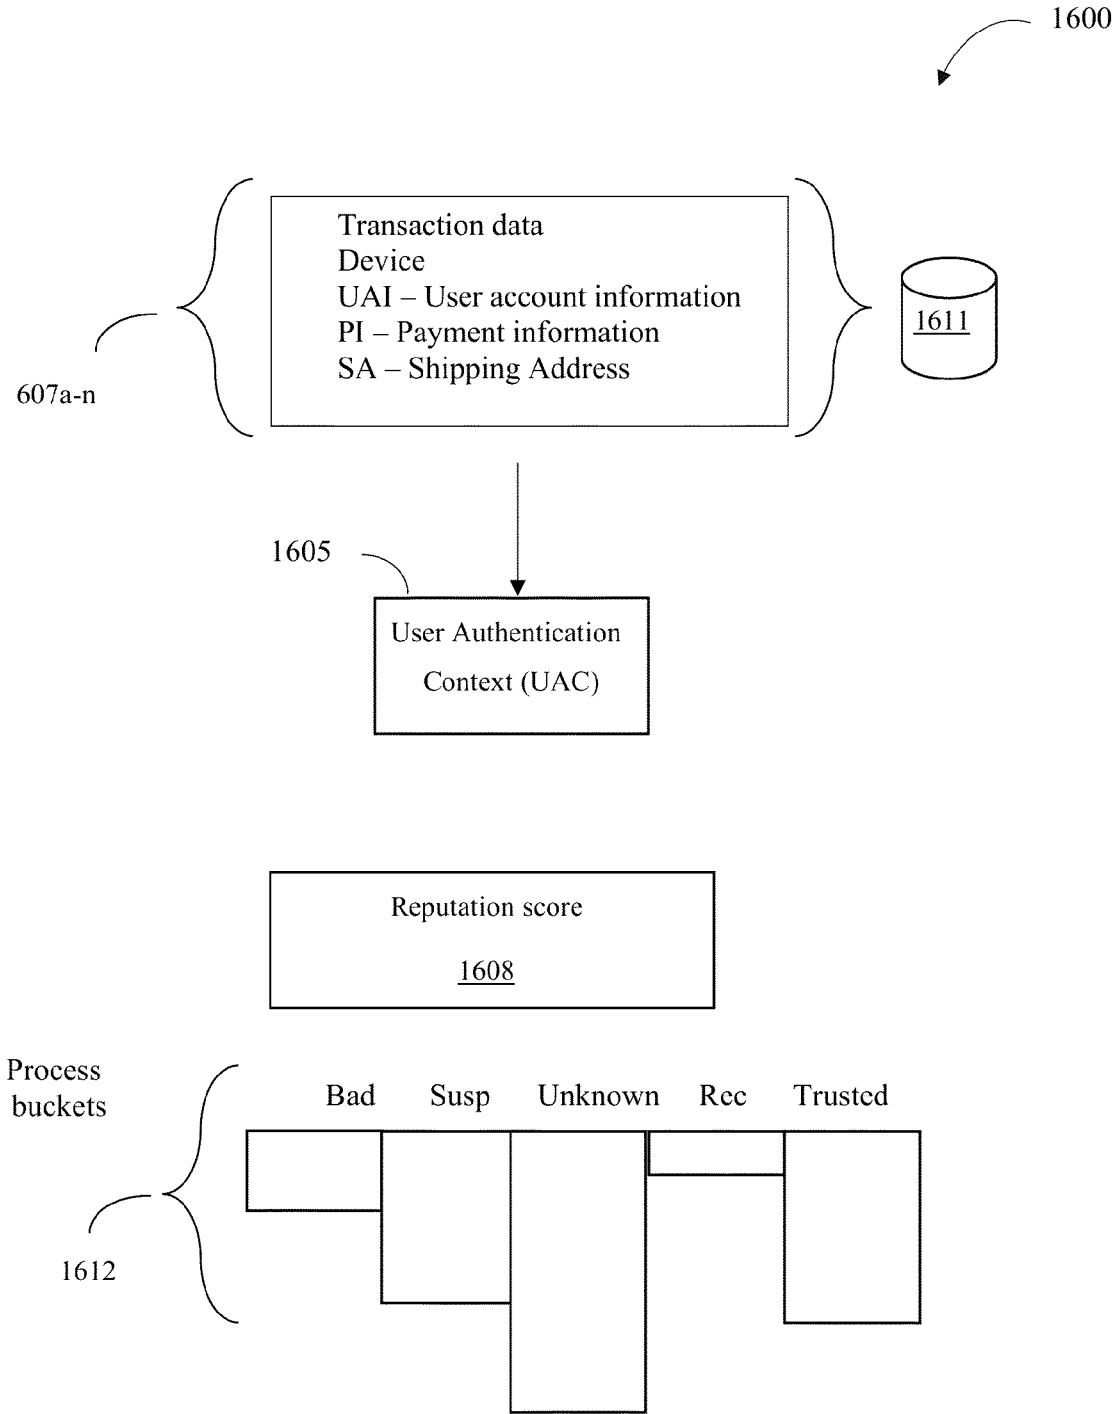 1600
Transaction data
Device
UAI – User account information
PI – Payment information
SA – Shipping Address
1611
607a-n
1605
User Authentication
Context (UAC)
Reputation score
1608
Process
buckets
Bad Susp Unknown Rec Trusted
1612